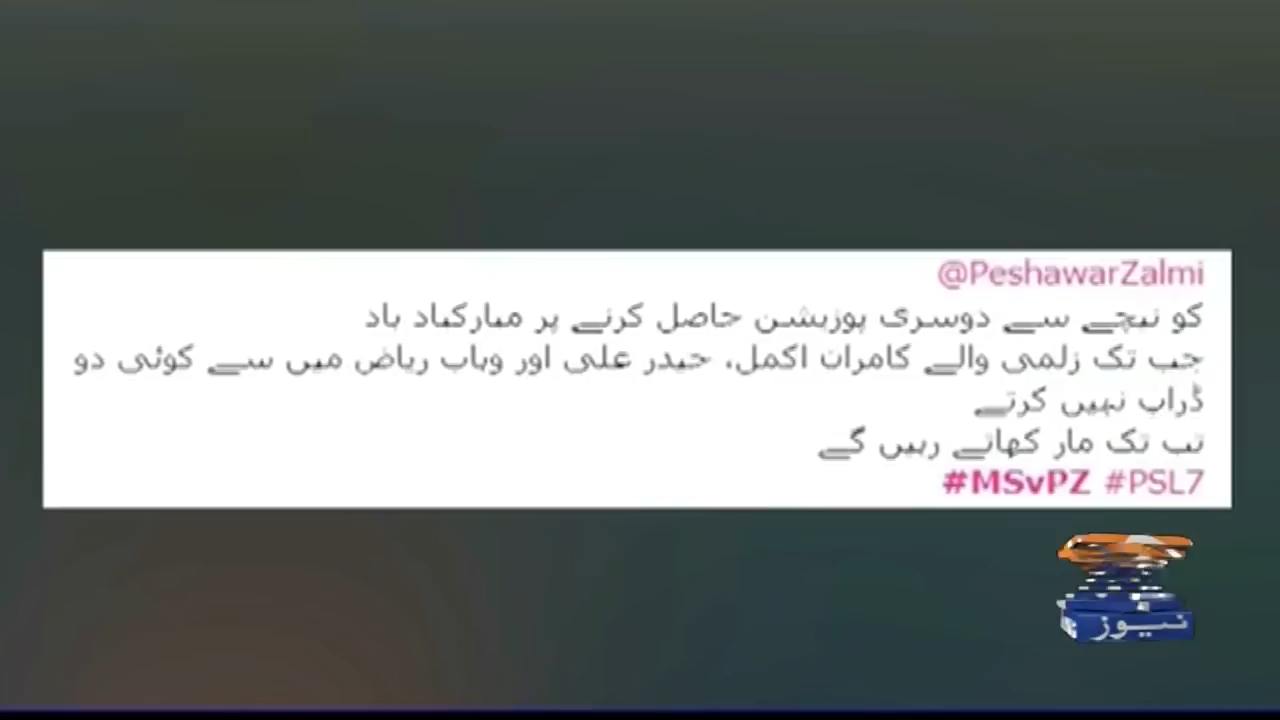 @PeshawarZalmi
کو نیچے سے دوسری پوزیشن حاصل کرنے پر مبارکباد باد
جب تک زلمی والے کامران اکمل، حیدر علی اور وہاب ریاض میں سے کوئی دو
ڈراپ نہیں کرتے
تب تک مار کھاتے رہیں گے
#MSvPZ #PSL7
نیوز